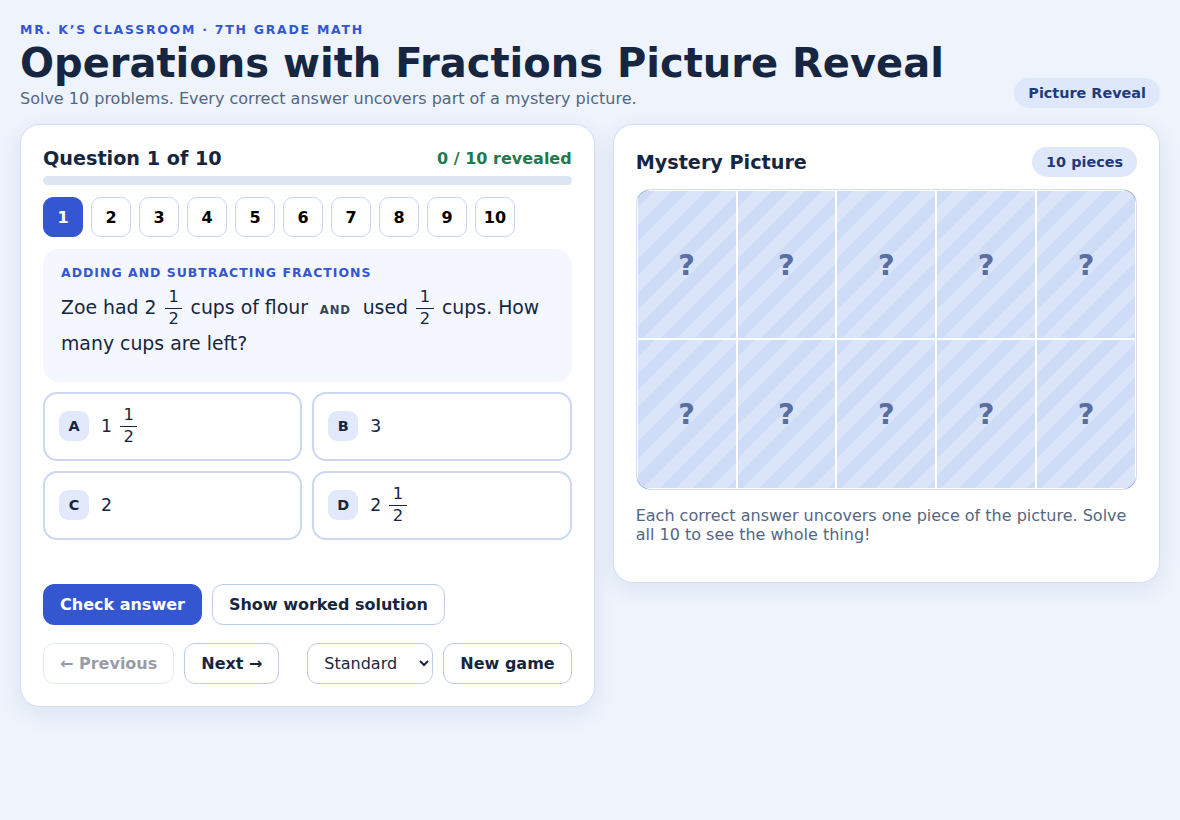 MR. K’S CLASSROOM · 7TH GRADE MATH
Operations with Fractions Picture Reveal
Solve 10 problems. Every correct answer uncovers part of a mystery picture.
Picture Reveal
Question 1 of 10
0 / 10 revealed
1 2 3 4 5 6 7 8 9 10
ADDING AND SUBTRACTING FRACTIONS
Zoe had 2 1/2 cups of flour AND used 1/2 cups. How
many cups are left?
A 1 1/2
B 3
C 2
D 2 1/2
Check answer
Show worked solution
← Previous
Next →
Standard
New game
Mystery Picture
10 pieces
? ? ? ? ?
? ? ? ? ?
Each correct answer uncovers one piece of the picture. Solve
all 10 to see the whole thing!